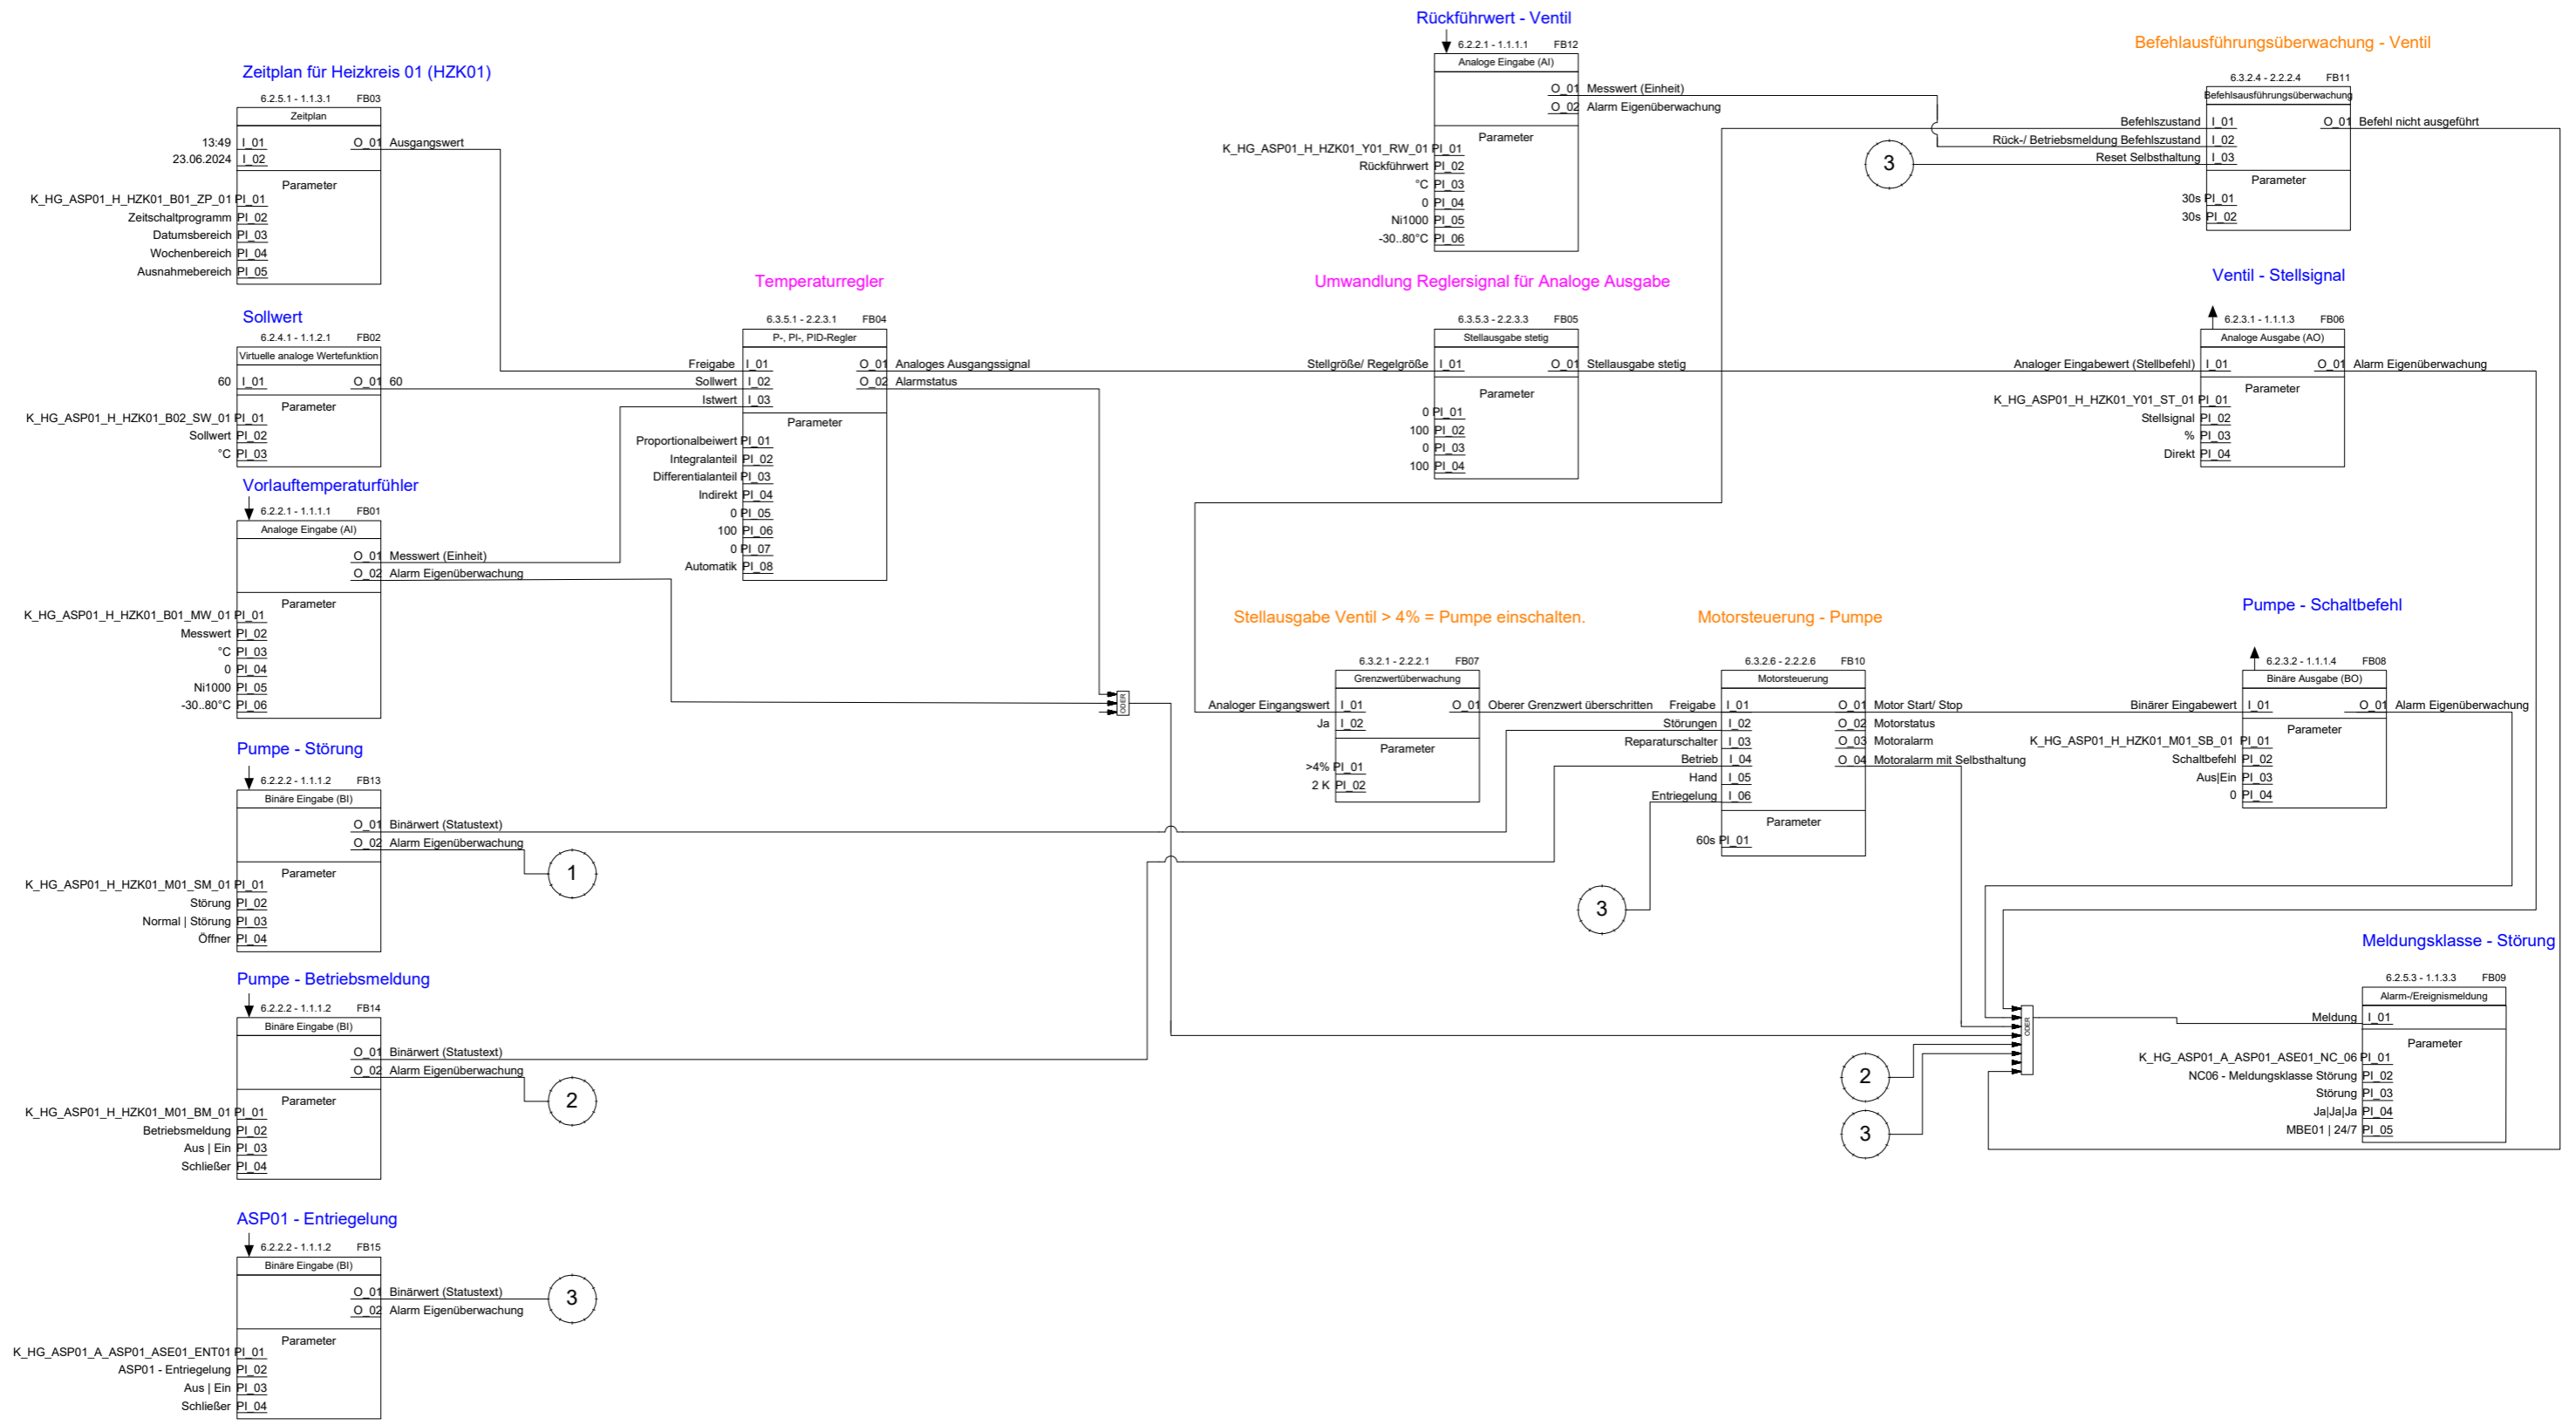 Rückführwert - Ventil
6.2.2.1 - 1.1.1.1 FB12
Analoge Eingabe (AI)
O_01 Messwert (Einheit)
O_02 Alarm Eigenüberwachung
Parameter
K_HG_ASP01_H_HZK01_Y01_RW_01 PI_01
Rückführwert PI_02
°C PI_03
0 PI_04
Ni1000 PI_05
-30..80°C PI_06
Befehlausführungsüberwachung - Ventil
6.3.2.4 - 2.2.2.4 FB11
Befehlsausführungsüberwachung
Befehlszustand I_01 O_01 Befehl nicht ausgeführt
Rück-/ Betriebsmeldung Befehlszustand I_02
3 Reset Selbsthaltung I_03
Parameter
30s PI_01
30s PI_02
Zeitplan für Heizkreis 01 (HZK01)
6.2.5.1 - 1.1.3.1 FB03
Zeitplan
13:49 I_01 O_01 Ausgangswert
23.06.2024 I_02
Parameter
K_HG_ASP01_H_HZK01_B01_ZP_01 PI_01
Zeitschaltprogramm PI_02
Datumsbereich PI_03
Wochenbereich PI_04
Ausnahmebereich PI_05
Sollwert
6.2.4.1 - 1.1.2.1 FB02
Virtuelle analoge Wertefunktion
60 I_01 O_01 60
Parameter
K_HG_ASP01_H_HZK01_B02_SW_01 PI_01
Sollwert PI_02
°C PI_03
Temperaturregler
6.3.5.1 - 2.2.3.1 FB04
P-, PI-, PID-Regler
Freigabe I_01 O_01 Analoges Ausgangssignal
Sollwert I_02 O_02 Alarmstatus
Istwert I_03
Parameter
Proportionalbeiwert PI_01
Integralanteil PI_02
Differentialanteil PI_03
Indirekt PI_04
0 PI_05
100 PI_06
0 PI_07
Automatik PI_08
Umwandlung Reglersignal für Analoge Ausgabe
6.3.5.3 - 2.2.3.3 FB05
Stellausgabe stetig
Stellgröße/ Regelgröße I_01 O_01 Stellausgabe stetig
Parameter
0 PI_01
100 PI_02
0 PI_03
100 PI_04
Ventil - Stellsignal
6.2.3.1 - 1.1.1.3 FB06
Analoge Ausgabe (AO)
Analoger Eingabewert (Stellbefehl) I_01 O_01 Alarm Eigenüberwachung
Parameter
K_HG_ASP01_H_HZK01_Y01_ST_01 PI_01
Stellsignal PI_02
% PI_03
Direkt PI_04
Vorlauftemperaturfühler
6.2.2.1 - 1.1.1.1 FB01
Analoge Eingabe (AI)
O_01 Messwert (Einheit)
O_02 Alarm Eigenüberwachung
Parameter
K_HG_ASP01_H_HZK01_B01_MW_01 PI_01
Messwert PI_02
°C PI_03
0 PI_04
Ni1000 PI_05
-30..80°C PI_06
ODER
Stellausgabe Ventil > 4% = Pumpe einschalten.
6.3.2.1 - 2.2.2.1 FB07
Grenzwertüberwachung
Analoger Eingangswert I_01 O_01 Oberer Grenzwert überschritten
Ja I_02
Parameter
>4% PI_01
2 K PI_02
Motorsteuerung - Pumpe
6.3.2.6 - 2.2.2.6 FB10
Motorsteuerung
Freigabe I_01 O_01 Motor Start/ Stop
Störungen I_02 O_02 Motorstatus
Reparaturschalter I_03 O_03 Motoralarm
Betrieb I_04 O_04 Motoralarm mit Selbsthaltung
Hand I_05
Entriegelung I_06
Parameter
60s PI_01
3
Pumpe - Schaltbefehl
6.2.3.2 - 1.1.1.4 FB08
Binäre Ausgabe (BO)
Binärer Eingabewert I_01 O_01 Alarm Eigenüberwachung
Parameter
K_HG_ASP01_H_HZK01_M01_SB_01 PI_01
Schaltbefehl PI_02
Aus|Ein PI_03
0 PI_04
Pumpe - Störung
6.2.2.2 - 1.1.1.2 FB13
Binäre Eingabe (BI)
O_01 Binärwert (Statustext)
O_02 Alarm Eigenüberwachung
1
Parameter
K_HG_ASP01_H_HZK01_M01_SM_01 PI_01
Störung PI_02
Normal | Störung PI_03
Öffner PI_04
Meldungsklasse - Störung
6.2.5.3 - 1.1.3.3 FB09
Alarm-/Ereignismeldung
ODER
Meldung I_01
Parameter
K_HG_ASP01_A_ASP01_ASE01_NC_06 PI_01
NC06 - Meldungsklasse Störung PI_02
Störung PI_03
Ja|Ja|Ja PI_04
MBE01 | 24/7 PI_05
2
3
Pumpe - Betriebsmeldung
6.2.2.2 - 1.1.1.2 FB14
Binäre Eingabe (BI)
O_01 Binärwert (Statustext)
O_02 Alarm Eigenüberwachung
2
Parameter
K_HG_ASP01_H_HZK01_M01_BM_01 PI_01
Betriebsmeldung PI_02
Aus | Ein PI_03
Schließer PI_04
ASP01 - Entriegelung
6.2.2.2 - 1.1.1.2 FB15
Binäre Eingabe (BI)
O_01 Binärwert (Statustext)
O_02 Alarm Eigenüberwachung
3
Parameter
K_HG_ASP01_A_ASP01_ASE01_ENT01 PI_01
ASP01 - Entriegelung PI_02
Aus | Ein PI_03
Schließer PI_04